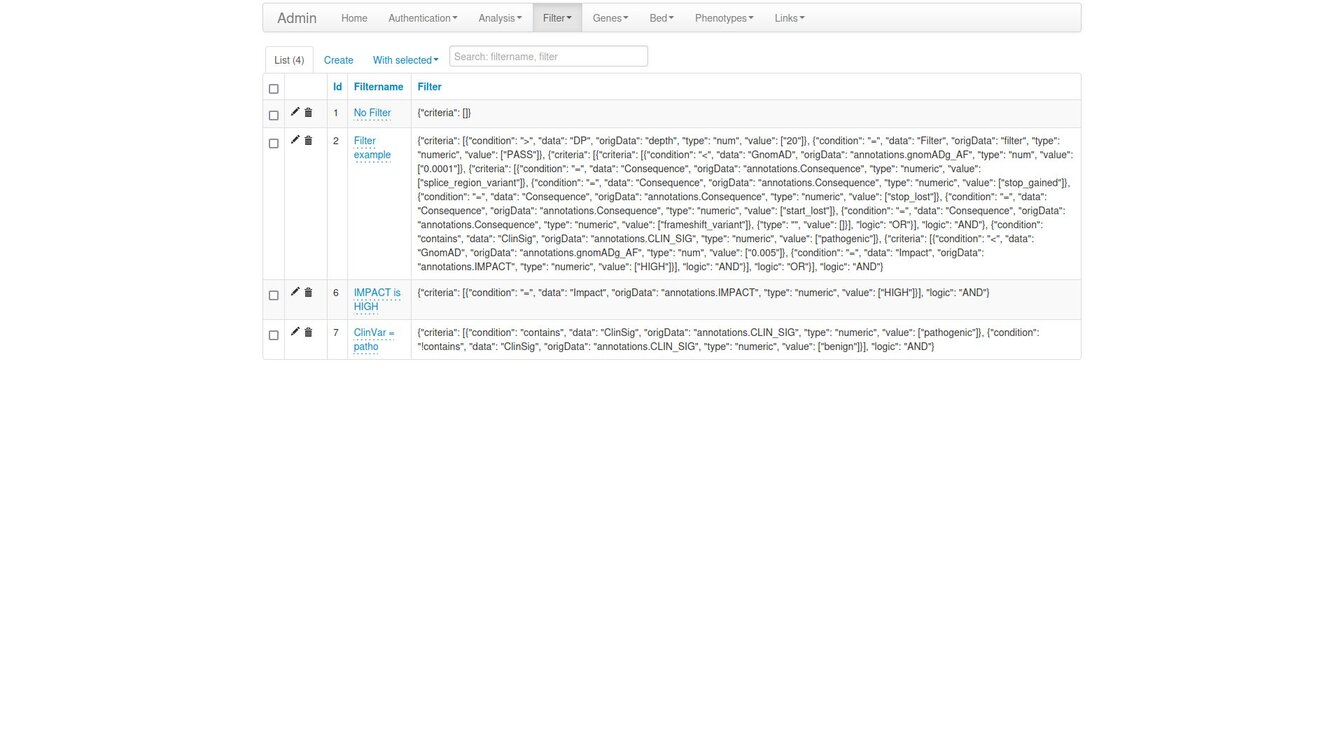 Admin Home Authentication Analysis Filter Genes Bed Phenotypes Links
List (4) Create With selected Search: filtername, filter
Id Filtername Filter
1 No Filter {"criteria": []}
2 Filter example {"criteria": [{"condition": ">", "data": "DP", "origData": "depth", "type": "num", "value": ["20"]}, {"condition": "=", "data": "Filter", "origData": "filter", "type":
"numeric", "value": ["PASS"]}, {"criteria": [{"criteria": [{"condition": "<", "data": "GnomAD", "origData": "annotations.gnomADg_AF", "type": "num", "value":
["0.0001"]}, {"criteria": [{"condition": "=", "data": "Consequence", "origData": "annotations.Consequence", "type": "numeric", "value":
["splice_region_variant"]}, {"condition": "=", "data": "Consequence", "origData": "annotations.Consequence", "type": "numeric", "value": ["stop_gained"]},
{"condition": "=", "data": "Consequence", "origData": "annotations.Consequence", "type": "numeric", "value": ["stop_lost"]}, {"condition": "=", "data":
"Consequence", "origData": "annotations.Consequence", "type": "numeric", "value": ["start_lost"]}, {"condition": "=", "data": "Consequence", "origData":
"annotations.Consequence", "type": "numeric", "value": ["frameshift_variant"]}, {"type": "", "value": []}], "logic": "OR"}], "logic": "AND"}, {"condition":
"contains", "data": "ClinSig", "origData": "annotations.CLIN_SIG", "type": "numeric", "value": ["pathogenic"]}, {"criteria": [{"condition": "<", "data":
"GnomAD", "origData": "annotations.gnomADg_AF", "type": "num", "value": ["0.005"]}, {"condition": "=", "data": "Impact", "origData":
"annotations.IMPACT", "type": "numeric", "value": ["HIGH"]}], "logic": "AND"}], "logic": "OR"}], "logic": "AND"}
6 IMPACT is HIGH {"criteria": [{"condition": "=", "data": "Impact", "origData": "annotations.IMPACT", "type": "numeric", "value": ["HIGH"]}], "logic": "AND"}
7 ClinVar = patho {"criteria": [{"condition": "contains", "data": "ClinSig", "origData": "annotations.CLIN_SIG", "type": "numeric", "value": ["pathogenic"]}, {"condition":
"!contains", "data": "ClinSig", "origData": "annotations.CLIN_SIG", "type": "numeric", "value": ["benign"]}], "logic": "AND"}